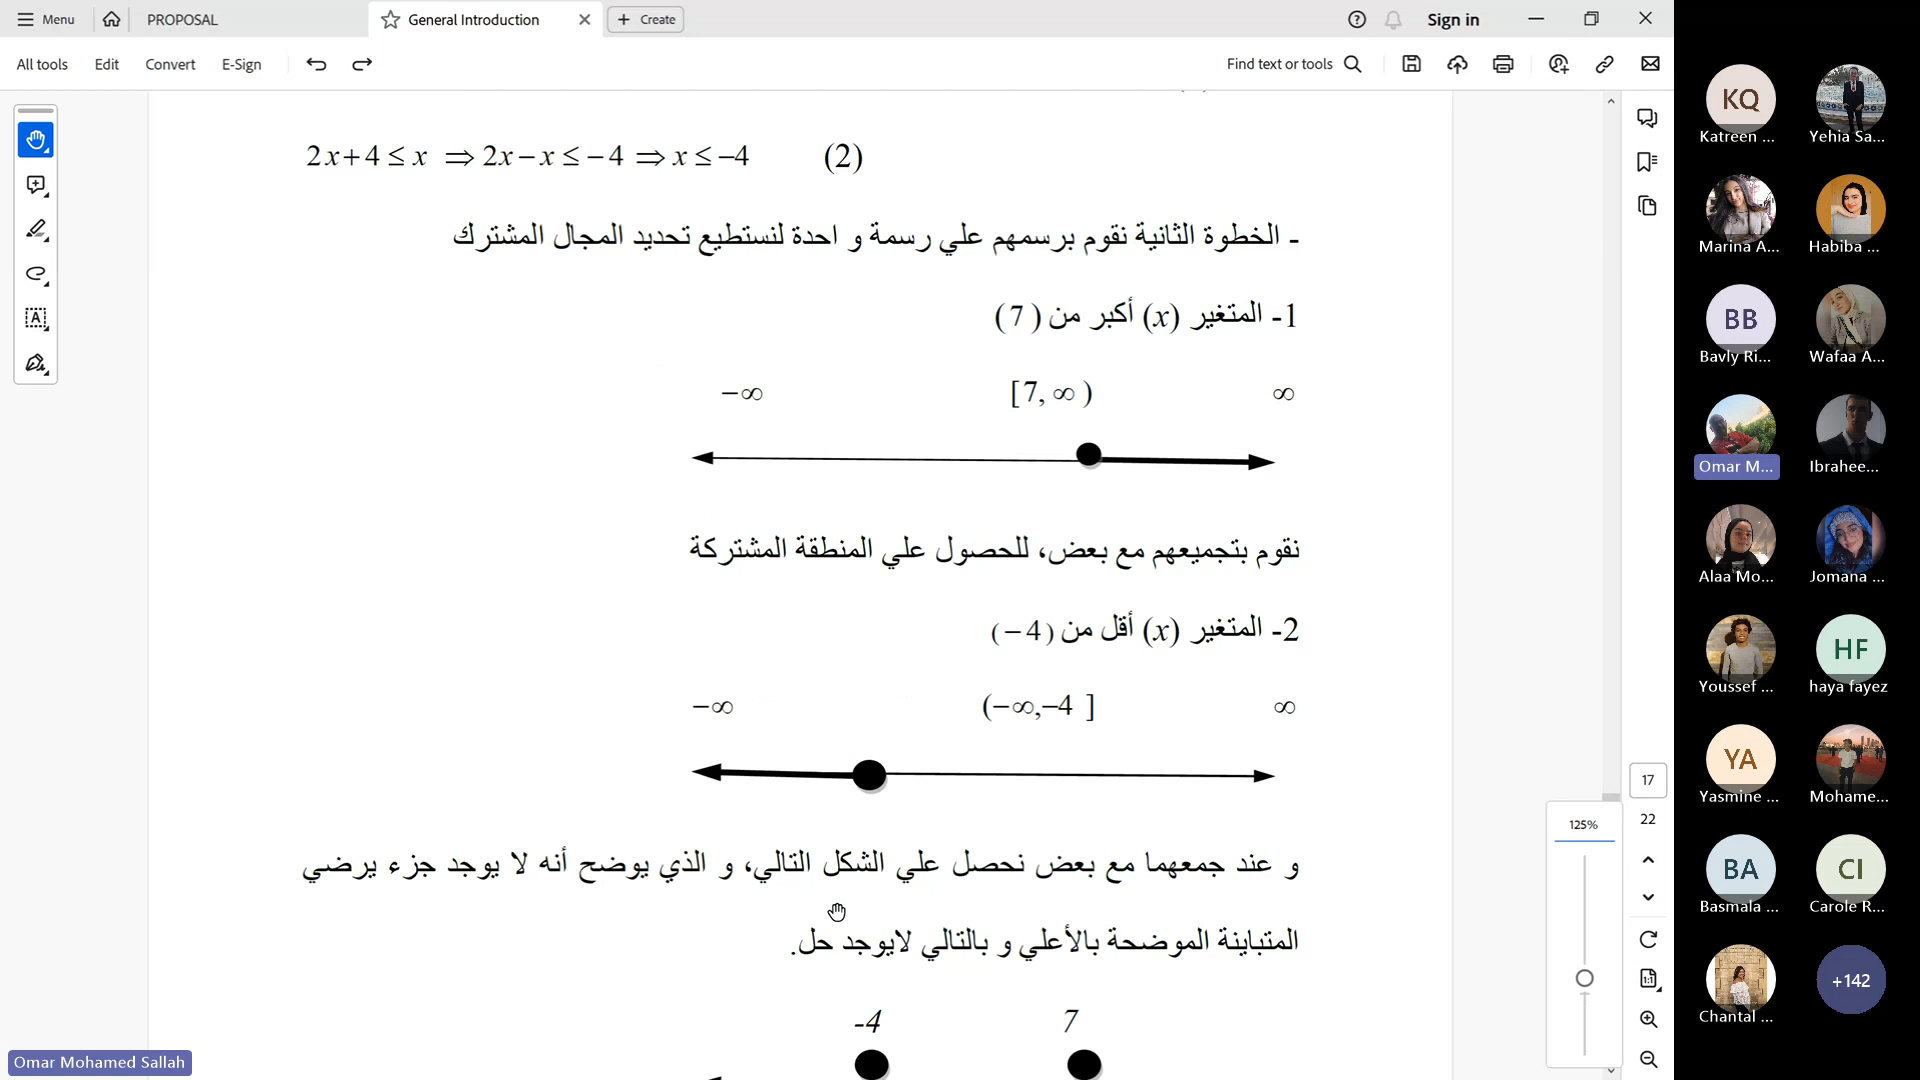 Menu
PROPOSAL
General Introduction
Create
Sign in
All tools
Edit
Convert
E-Sign
Find text or tools
2x+4 ≤ x ⇒ 2x−x ≤ −4 ⇒ x ≤ −4 (2)
- الخطوة الثانية نقوم برسمهم علي رسمة و احدة لنستطيع تحديد المجال المشترك
1- المتغير (x) أكبر من ( 7 )
−∞ [7, ∞ ) ∞
نقوم بتجميعهم مع بعض، للحصول علي المنطقة المشتركة
2- المتغير (x) أقل من (− 4 )
−∞ (−∞,−4 ] ∞
و عند جمعهما مع بعض نحصل علي الشكل التالي، و الذي يوضح أنه لا يوجد جزء يرضي
المتباينة الموضحة بالأعلي و بالتالي لايوجد حل.
-4 7
125%
17
22
Omar Mohamed Sallah
KQ
Katreen ...
Yehia Sa...
Marina A...
Habiba ...
BB
Bavly Ri...
Wafaa A...
Omar M...
Ibrahee...
Alaa Mo...
Jomana ...
Youssef ...
HF
haya fayez
YA
Yasmine ...
Mohame...
BA
Basmala ...
CI
Carole R...
Chantal ...
+142